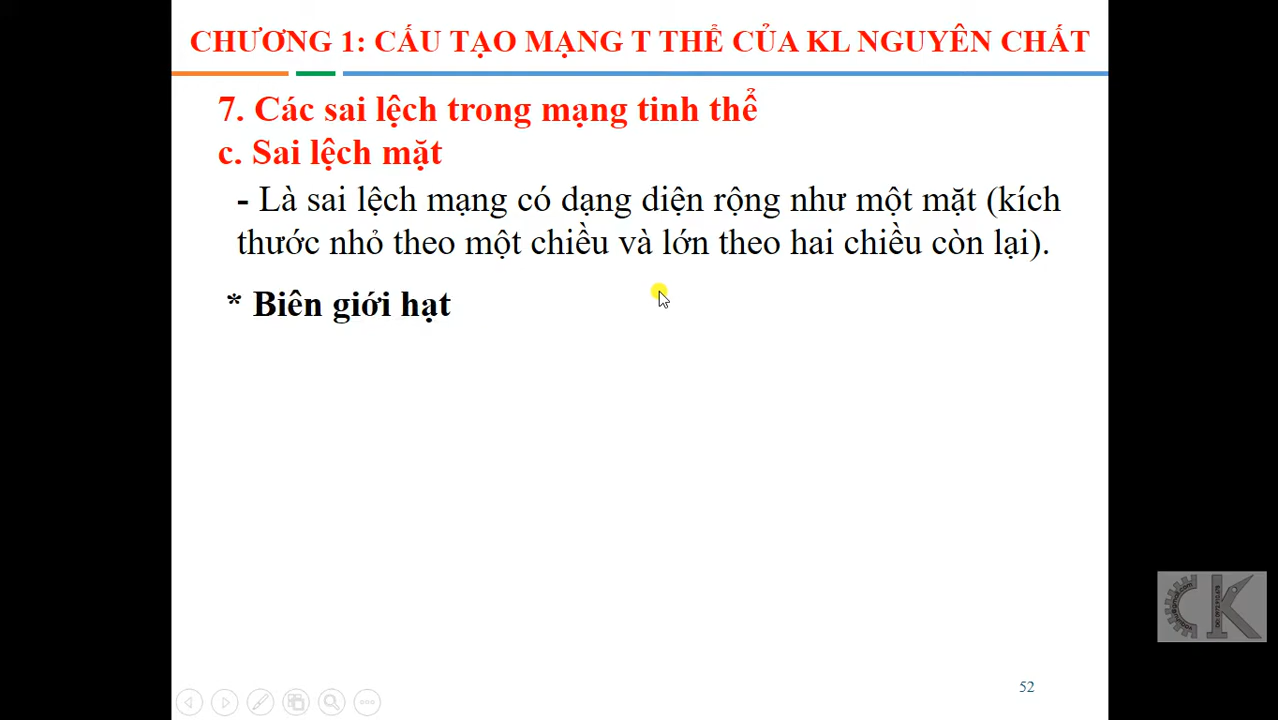 CHƯƠNG 1: CẤU TẠO MẠNG T THỂ CỦA KL NGUYÊN CHẤT
7. Các sai lệch trong mạng tinh thể
c. Sai lệch mặt
- Là sai lệch mạng có dạng diện rộng như một mặt (kích
thước nhỏ theo một chiều và lớn theo hai chiều còn lại).
* Biên giới hạt
52